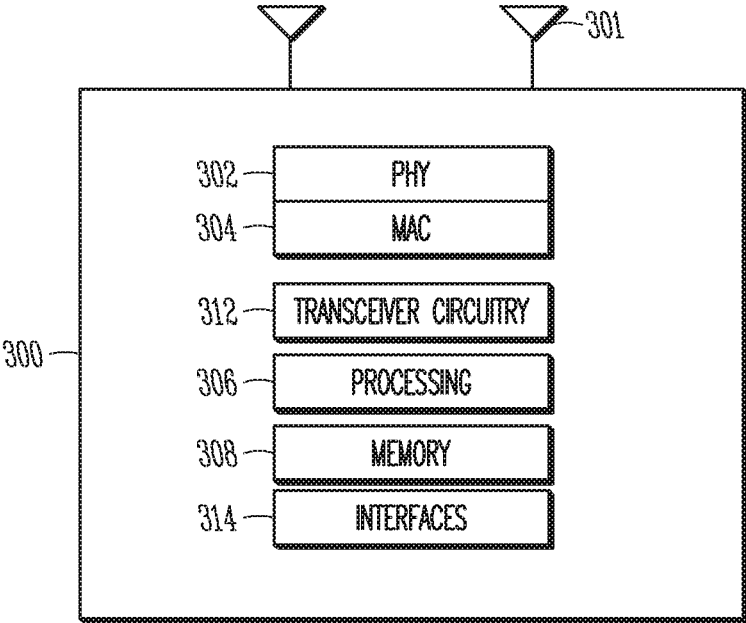 301
302 PHY
304 MAC
312 TRANSCEIVER CIRCUITRY
300
306 PROCESSING
308 MEMORY
314 INTERFACES